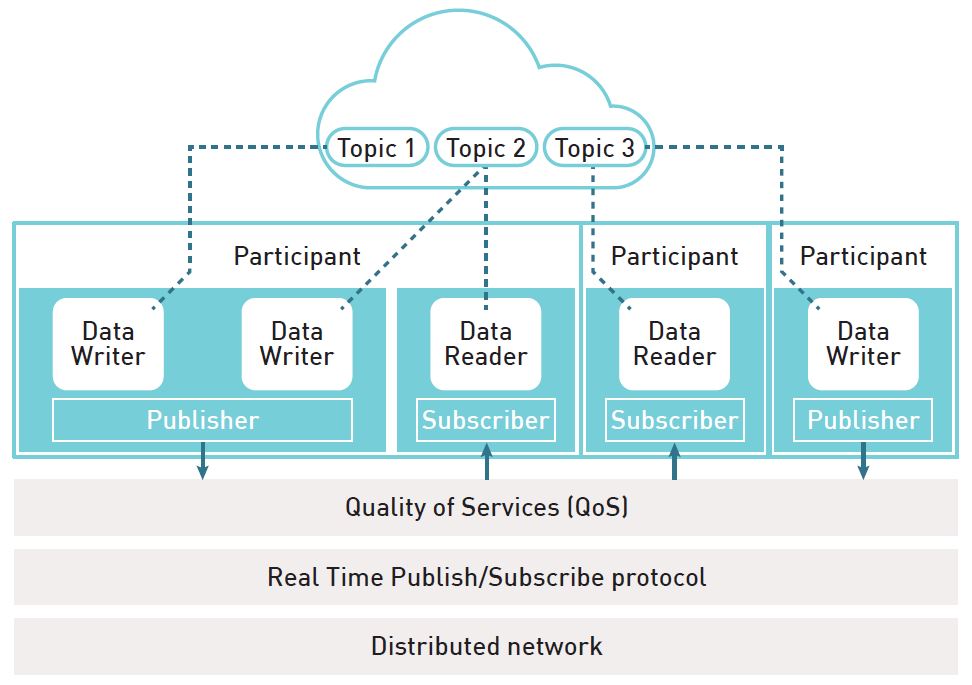 Topic 1
Topic 2
Topic 3
Participant
Participant
Participant
Data
Writer
Data
Writer
Data
Reader
Data
Reader
Data
Writer
Publisher
Subscriber
Subscriber
Publisher
Quality of Services (QoS)
Real Time Publish/Subscribe protocol
Distributed network